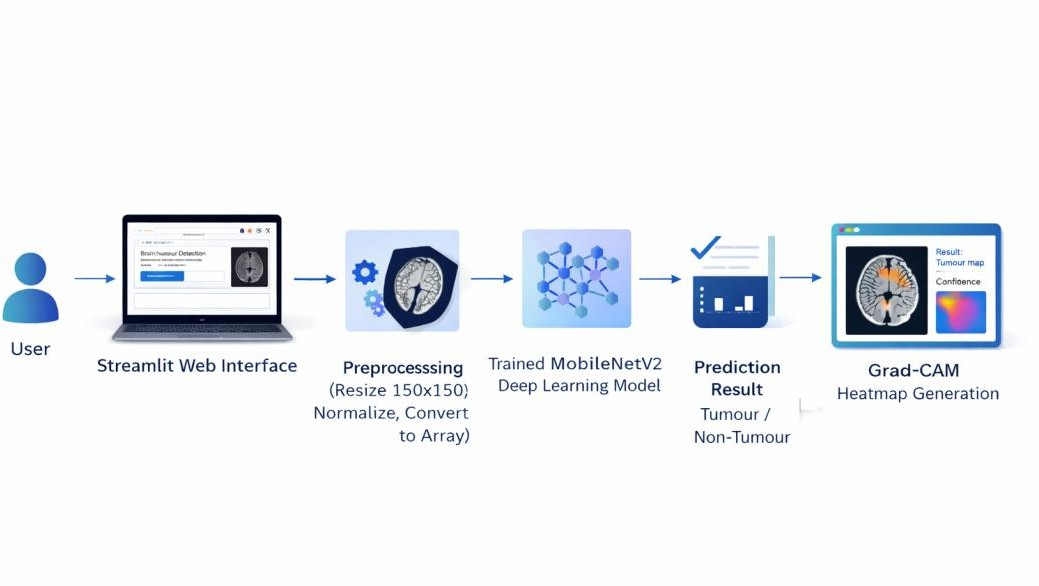 Brain humour Detection
Result:
Tumour map
Confidence
User
Streamlit Web Interface
Preprocesssing
(Resize 150x150)
Normalize, Convert
to Array)
Trained MobileNetV2
Deep Learning Model
Prediction
Result
Tumour /
Non-Tumour
Grad-CAM
Heatmap Generation